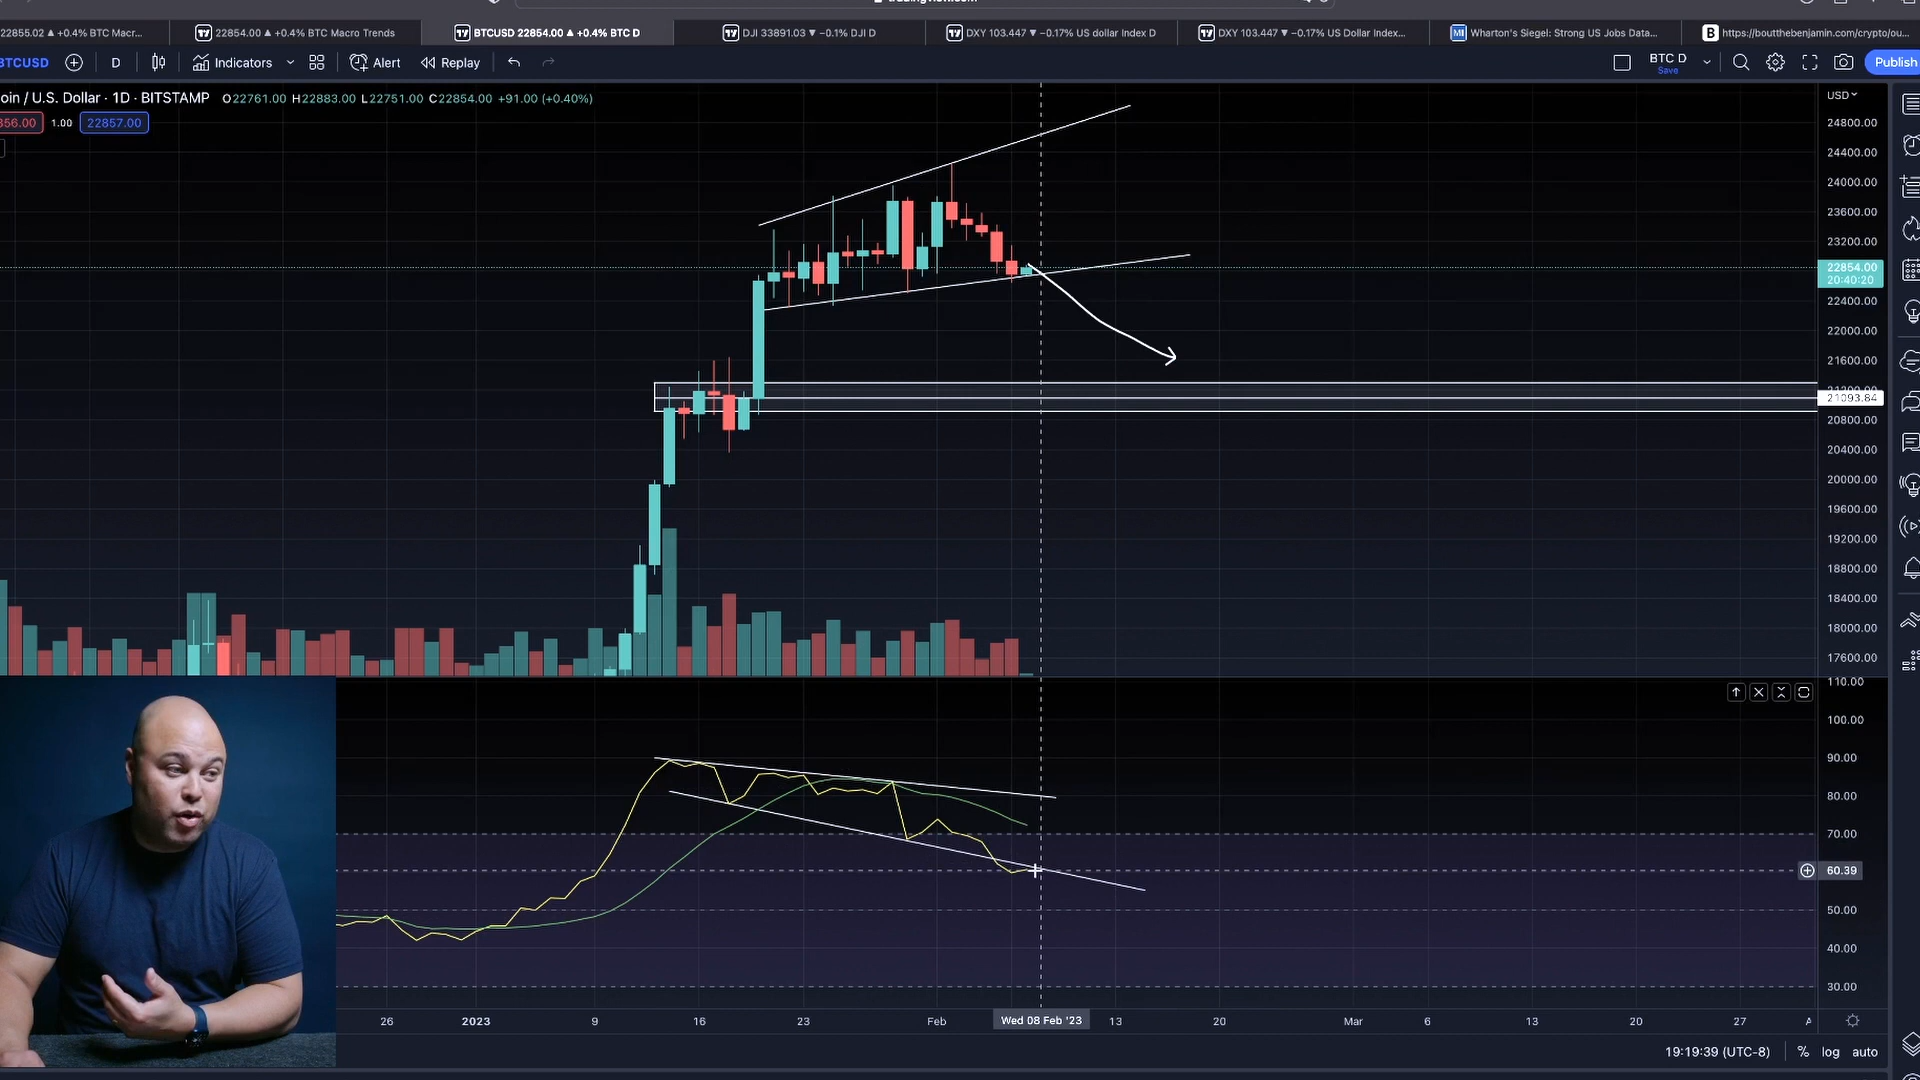 22855.02 ▲ +0.4% BTC Macr...
22854.00 ▲ +0.4% BTC Macro Trends
BTCUSD 22854.00 ▲ +0.4% BTC D
DJI 33891.03 ▼ −0.1% DJI D
DXY 103.447 ▼ −0.17% US dollar Index D
DXY 103.447 ▼ −0.17% US Dollar Index...
MI Wharton's Siegel: Strong US Jobs Data...
B https://boutthebenjamin.com/crypto/ou...
BTCUSD
D
Indicators
Alert
Replay
BTC D
Save
Publish
oin / U.S. Dollar · 1D · BITSTAMP O22761.00 H22883.00 L22751.00 C22854.00 +91.00 (+0.40%)
856.00 1.00 22857.00
USD
24800.00
24400.00
24000.00
23600.00
23200.00
22854.00
20:40:20
22400.00
22000.00
21600.00
21093.84
20800.00
20400.00
20000.00
19600.00
19200.00
18800.00
18400.00
18000.00
17600.00
110.00
100.00
90.00
80.00
70.00
60.39
50.00
40.00
30.00
26 2023 9 16 23 Feb Wed 08 Feb '23 13 20 Mar 6 13 20 27 A
19:19:39 (UTC-8) % log auto